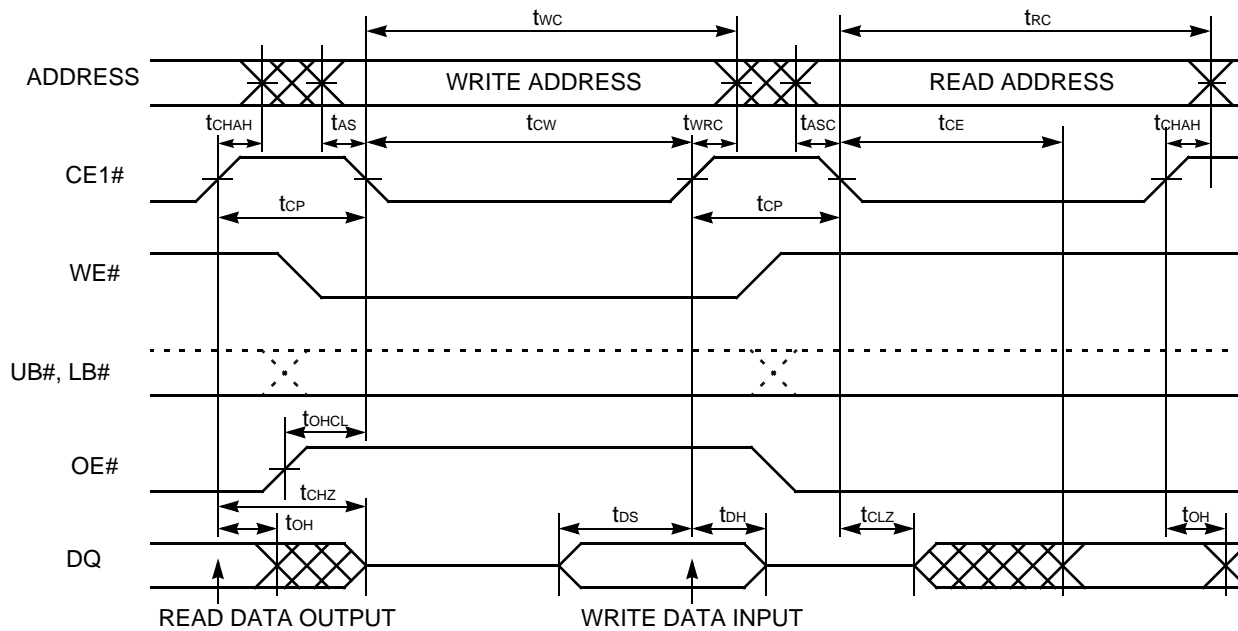 tWC tRC
ADDRESS WRITE ADDRESS READ ADDRESS
tCHAH tAS tCW tWRC tASC tCE tCHAH
CE1#
tCP tCP
WE#
UB#, LB#
tOHCL
OE#
tCHZ
tOH tDS tDH tCLZ tOH
DQ
READ DATA OUTPUT WRITE DATA INPUT